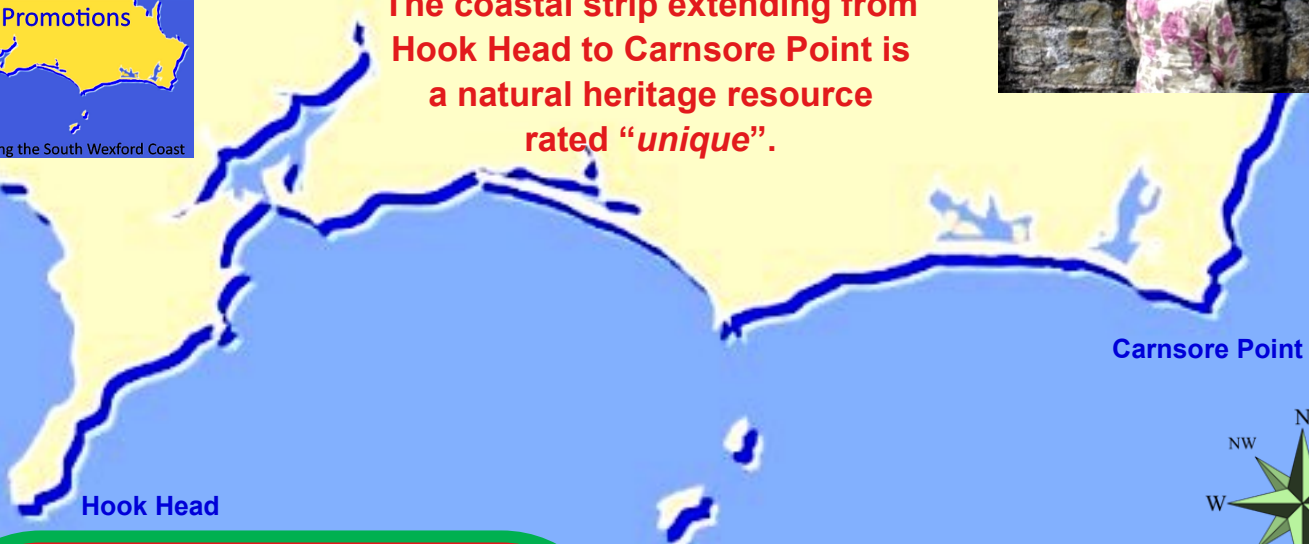 Promotions
ng the South Wexford Coast
The coastal strip extending from
Hook Head to Carnsore Point is
a natural heritage resource
rated “unique”.
Carnsore Point
Hook Head
N
NW
W